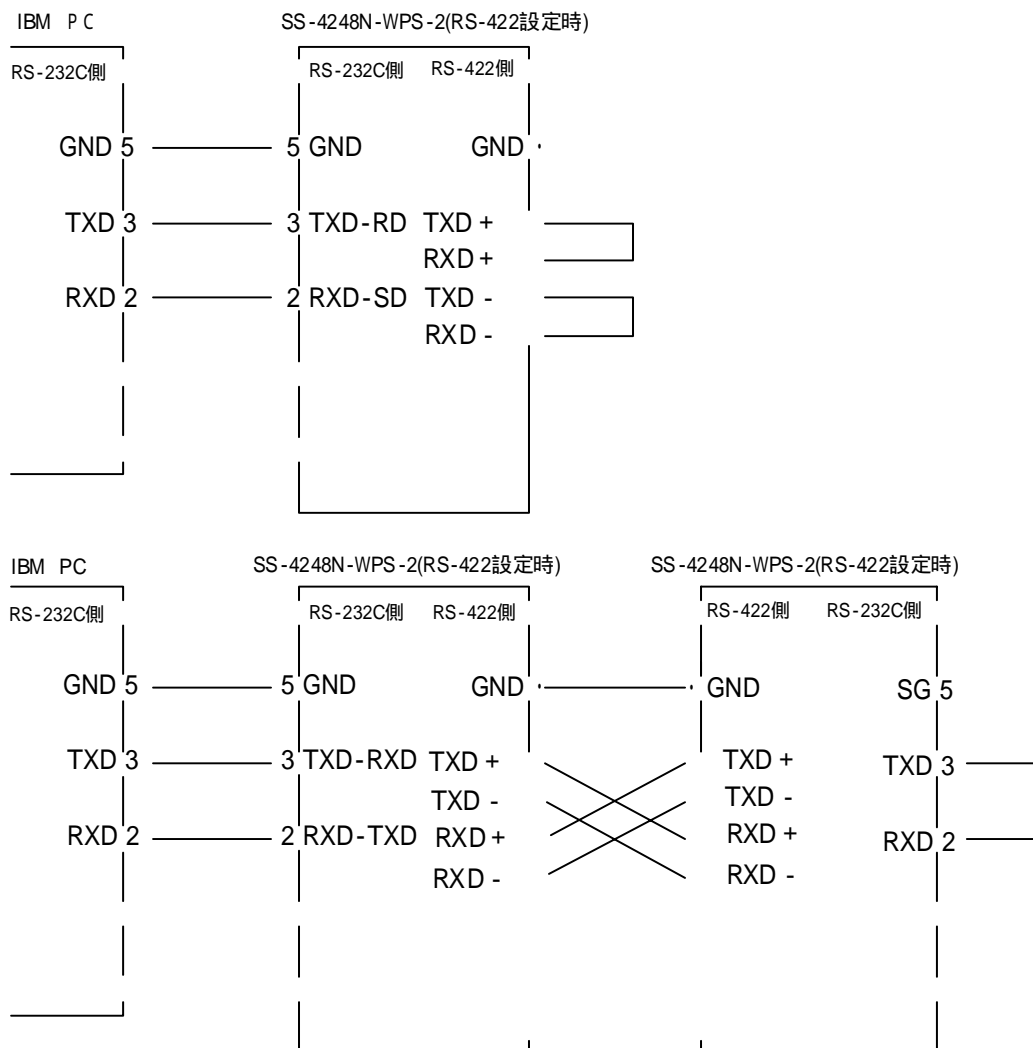 IBM PC SS-4248N-WPS-2(RS-422設定時)
RS-232C側 RS-232C側 RS-422側
GND 5 5 GND GND
TXD 3 3 TXD-RD TXD +
RXD +
RXD 2 2 RXD-SD TXD -
RXD -
IBM PC SS-4248N-WPS-2(RS-422設定時) SS-4248N-WPS-2(RS-422設定時)
RS-232C側 RS-232C側 RS-422側 RS-422側 RS-232C側
GND 5 5 GND GND GND SG 5
TXD 3 3 TXD-RXD TXD + TXD + TXD 3
TXD - TXD -
RXD 2 2 RXD-TXD RXD + RXD + RXD 2
RXD - RXD -